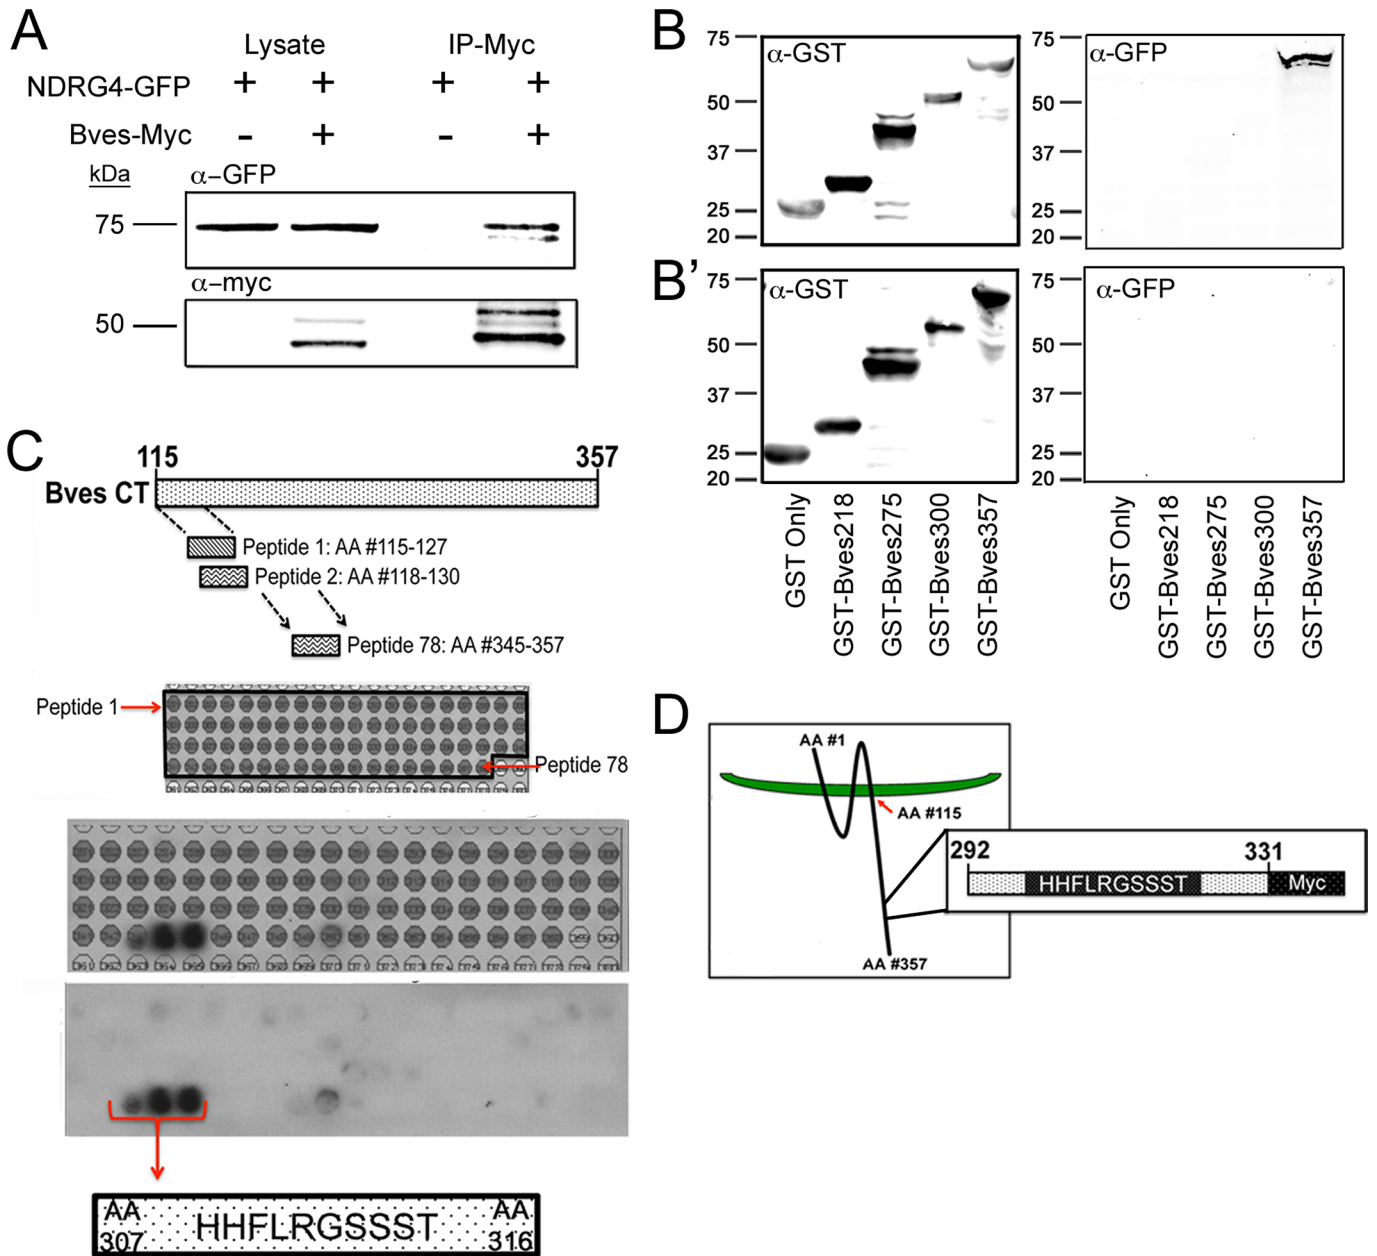 A
Lysate IP-Myc
NDRG4-GFP + + + +
Bves-Myc - + - +
kDa
α–GFP
75
α–myc
50
B
75
50
37
25
20
α-GST
75
50
37
25
20
α-GFP
B’
75
50
37
25
20
α-GST
75
50
37
25
20
α-GFP
GST Only
GST-Bves218
GST-Bves275
GST-Bves300
GST-Bves357
GST Only
GST-Bves218
GST-Bves275
GST-Bves300
GST-Bves357
C
115 357
Bves CT
Peptide 1: AA #115-127
Peptide 2: AA #118-130
Peptide 78: AA #345-357
Peptide 1
Peptide 78
AA
307
HHFLRGSSST
AA
316
D
AA #1
AA #115
292 331
HHFLRGSSST Myc
AA #357